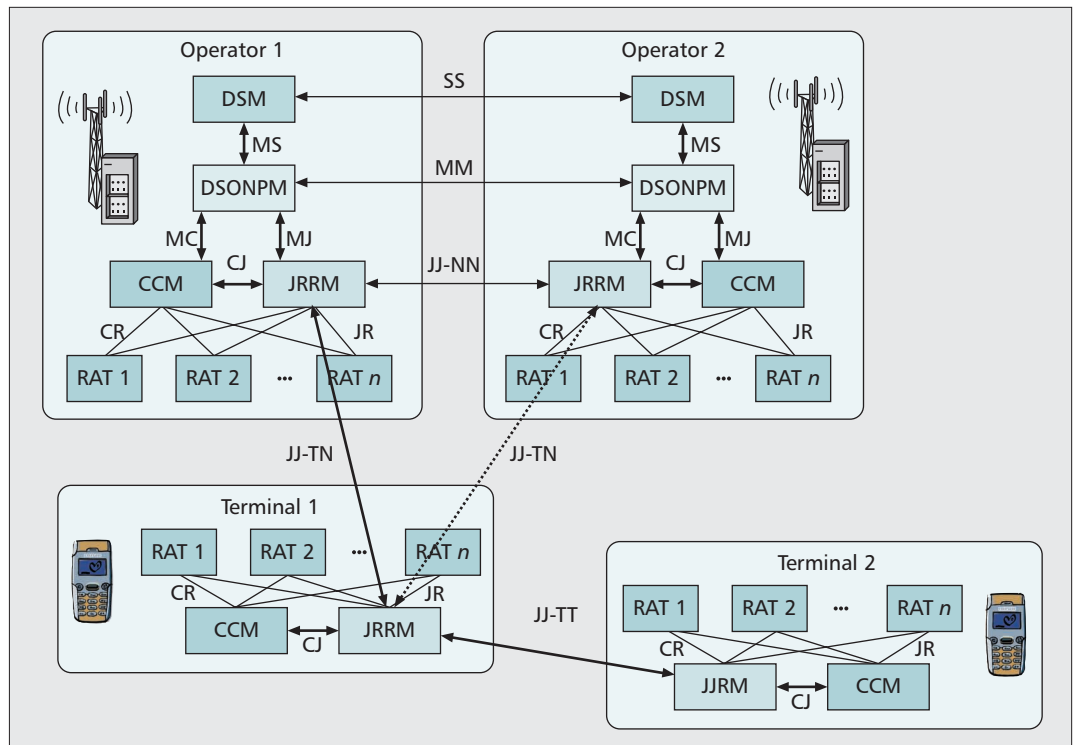 Operator 1
Operator 2
DSM
SS
DSM
MS
MS
DSONPM
MM
DSONPM
MC
MJ
MC
MJ
CCM
CJ
JRRM
JJ-NN
JRRM
CJ
CCM
CR
JR
CR
JR
RAT 1
RAT 2
...
RAT n
RAT 1
RAT 2
...
RAT n
JJ-TN
JJ-TN
Terminal 1
RAT 1
RAT 2
...
RAT n
CR
JR
CCM
CJ
JRRM
JJ-TT
Terminal 2
RAT 1
RAT 2
...
RAT n
CR
JR
JJRM
CJ
CCM